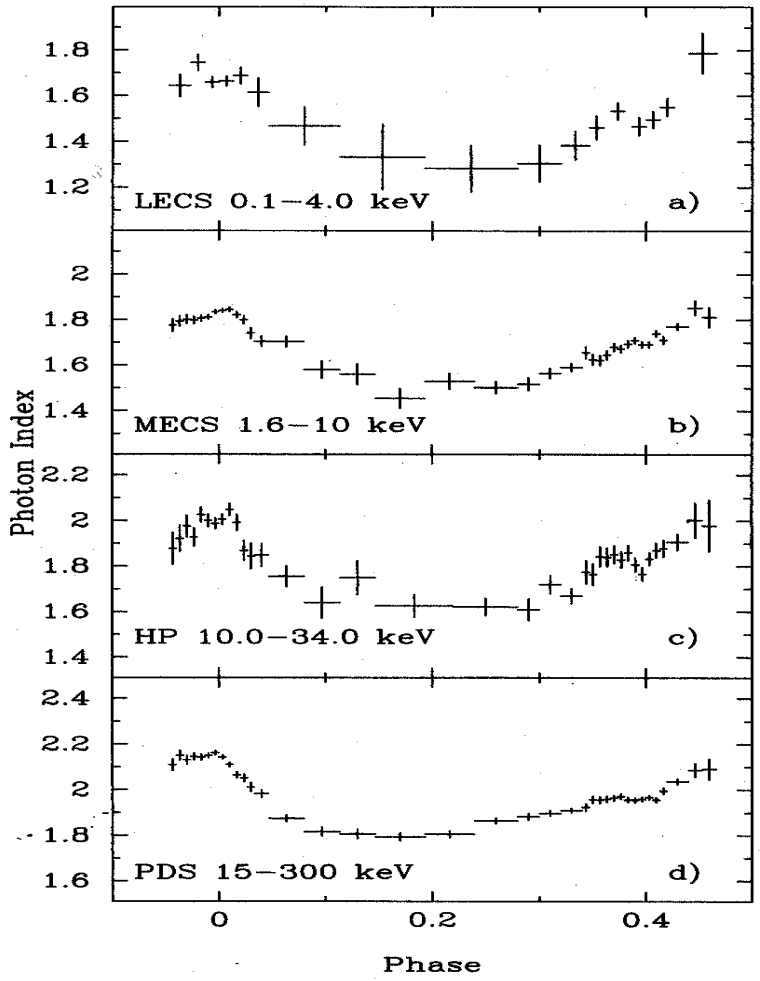 Photon Index
1.8
1.6
1.4
1.2
LECS 0.1−4.0 keV a)
2
1.8
1.6
1.4
MECS 1.6−10 keV b)
2.2
2
1.8
1.6
1.4
HP 10.0−34.0 keV c)
2.4
2.2
2
1.8
1.6
PDS 15−300 keV d)
0 0.2 0.4
Phase